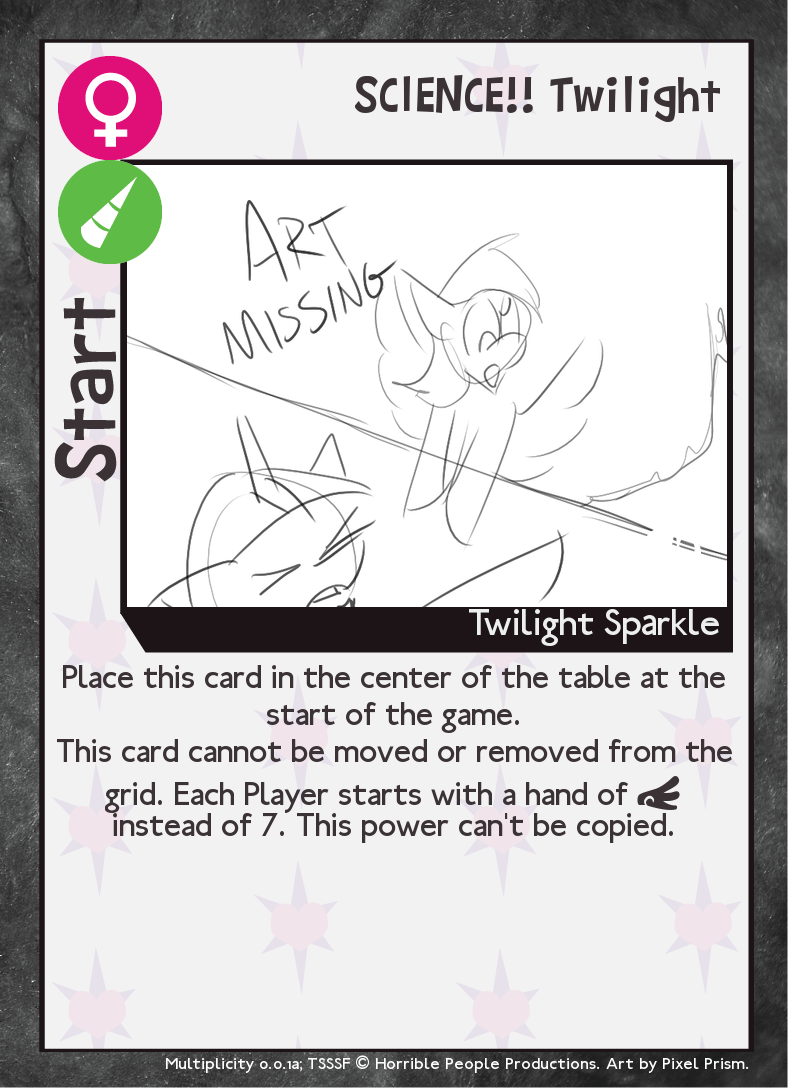 SCIENCE!! Twilight
Start
ART
MISSING
Twilight Sparkle
Place this card in the center of the table at the
start of the game.
This card cannot be moved or removed from the
grid. Each Player starts with a hand of
instead of 7. This power can't be copied.
Multiplicity 0.0.1a; TSSSF © Horrible People Productions. Art by Pixel Prism.